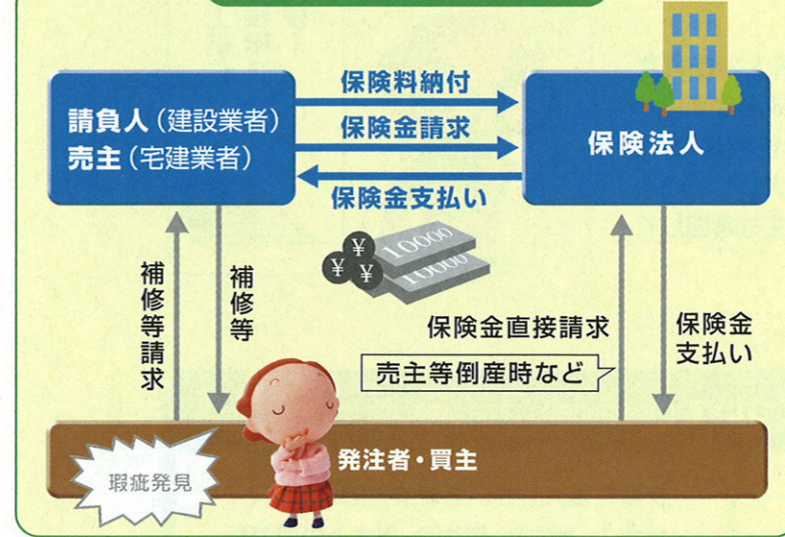 保険料納付
請負人（建設業者）
売主（宅建業者）
保険金請求
保険法人
保険金支払い
¥
¥
¥
10000
10000
補修等請求
補修等
保険金直接請求
売主等倒産時など
保険金
支払い
発注者・買主
瑕疵発見